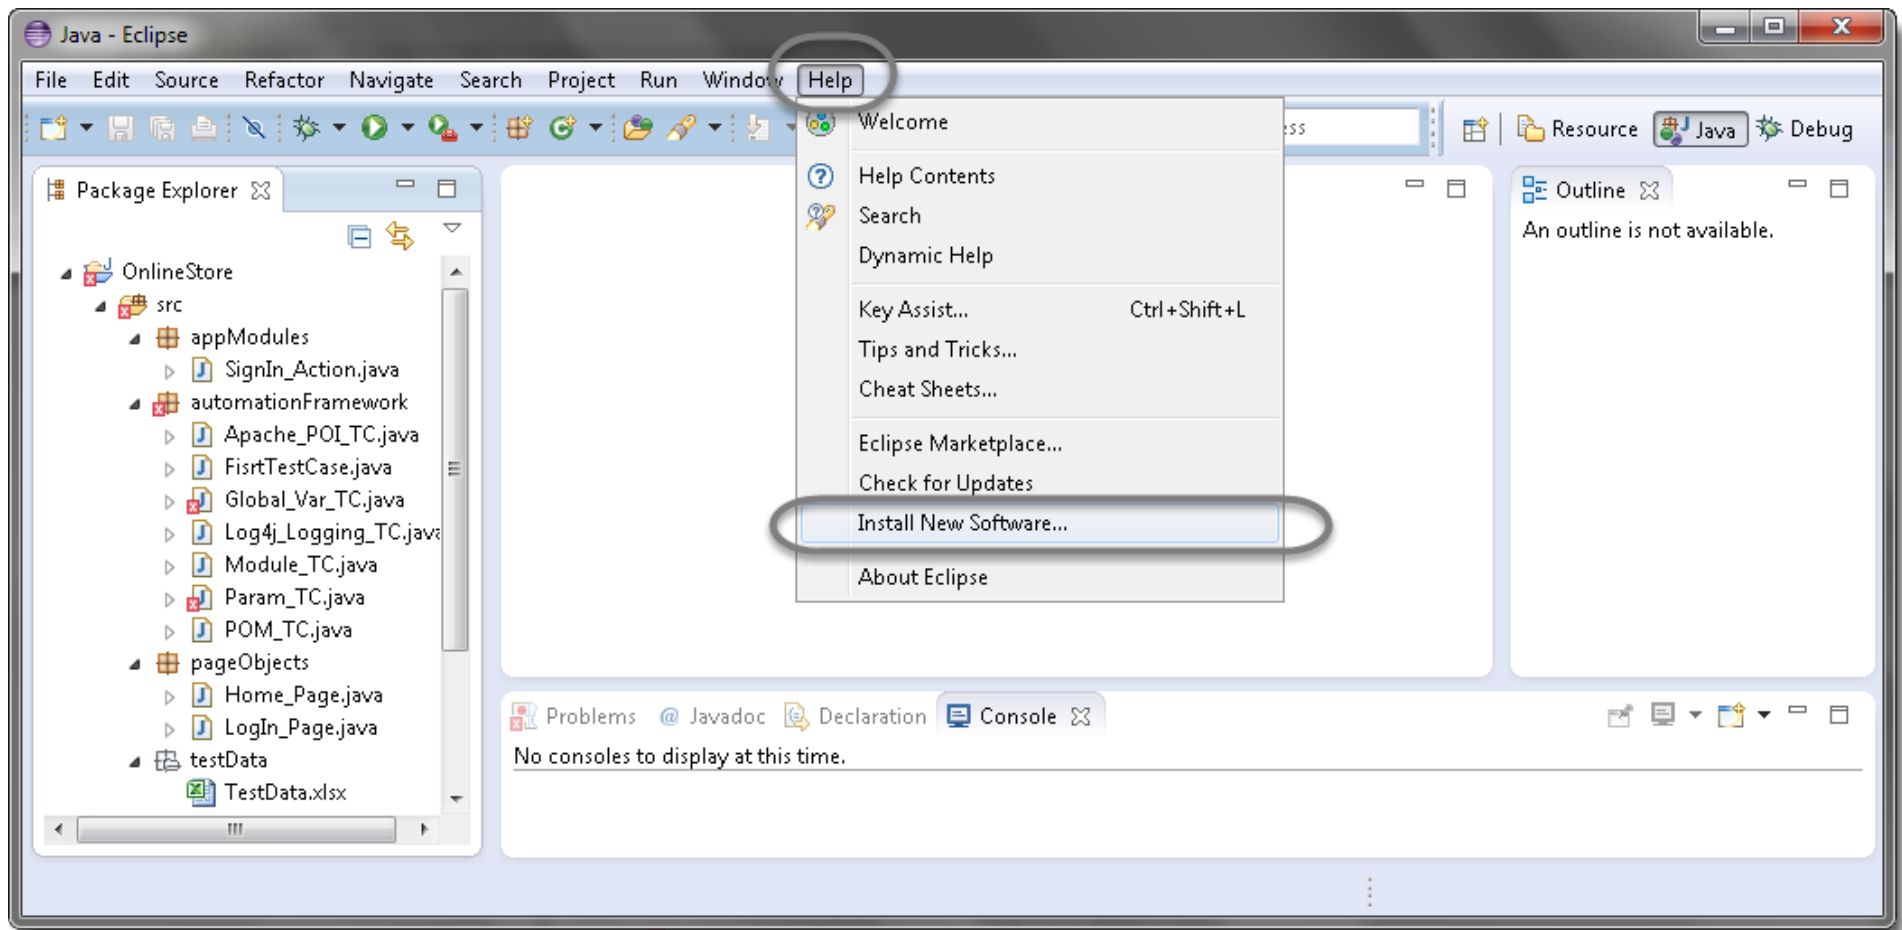 Java - Eclipse
File Edit Source Refactor Navigate Search Project Run Window Help
Resource Java Debug
Package Explorer
OnlineStore
src
appModules
SignIn_Action.java
automationFramework
Apache_POI_TC.java
FisrtTestCase.java
Global_Var_TC.java
Log4j_Logging_TC.java
Module_TC.java
Param_TC.java
POM_TC.java
pageObjects
Home_Page.java
LogIn_Page.java
testData
TestData.xlsx
Welcome
Help Contents
Search
Dynamic Help
Key Assist... Ctrl+Shift+L
Tips and Tricks...
Cheat Sheets...
Eclipse Marketplace...
Check for Updates
Install New Software...
About Eclipse
Outline
An outline is not available.
Problems @ Javadoc Declaration Console
No consoles to display at this time.